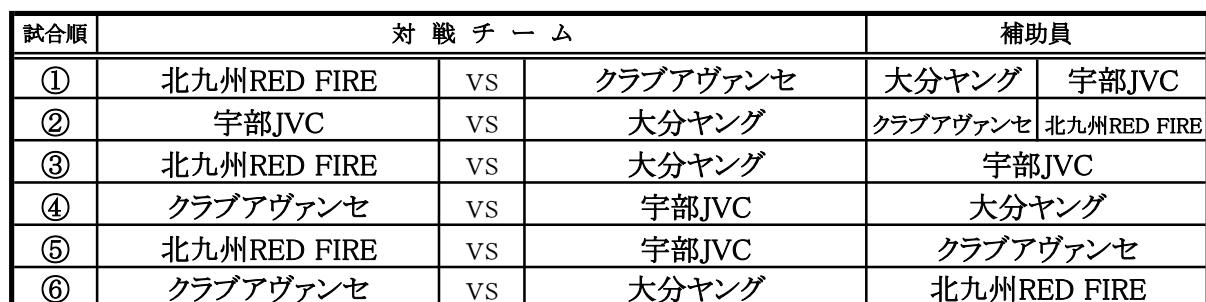 試合順 対 戦 チ ー ム 補助員
① 北九州RED FIRE VS クラブアヴァンセ 大分ヤング 宇部JVC
② 宇部JVC VS 大分ヤング クラブアヴァンセ 北九州RED FIRE
③ 北九州RED FIRE VS 大分ヤング 宇部JVC
④ クラブアヴァンセ VS 宇部JVC 大分ヤング
⑤ 北九州RED FIRE VS 宇部JVC クラブアヴァンセ
⑥ クラブアヴァンセ VS 大分ヤング 北九州RED FIRE